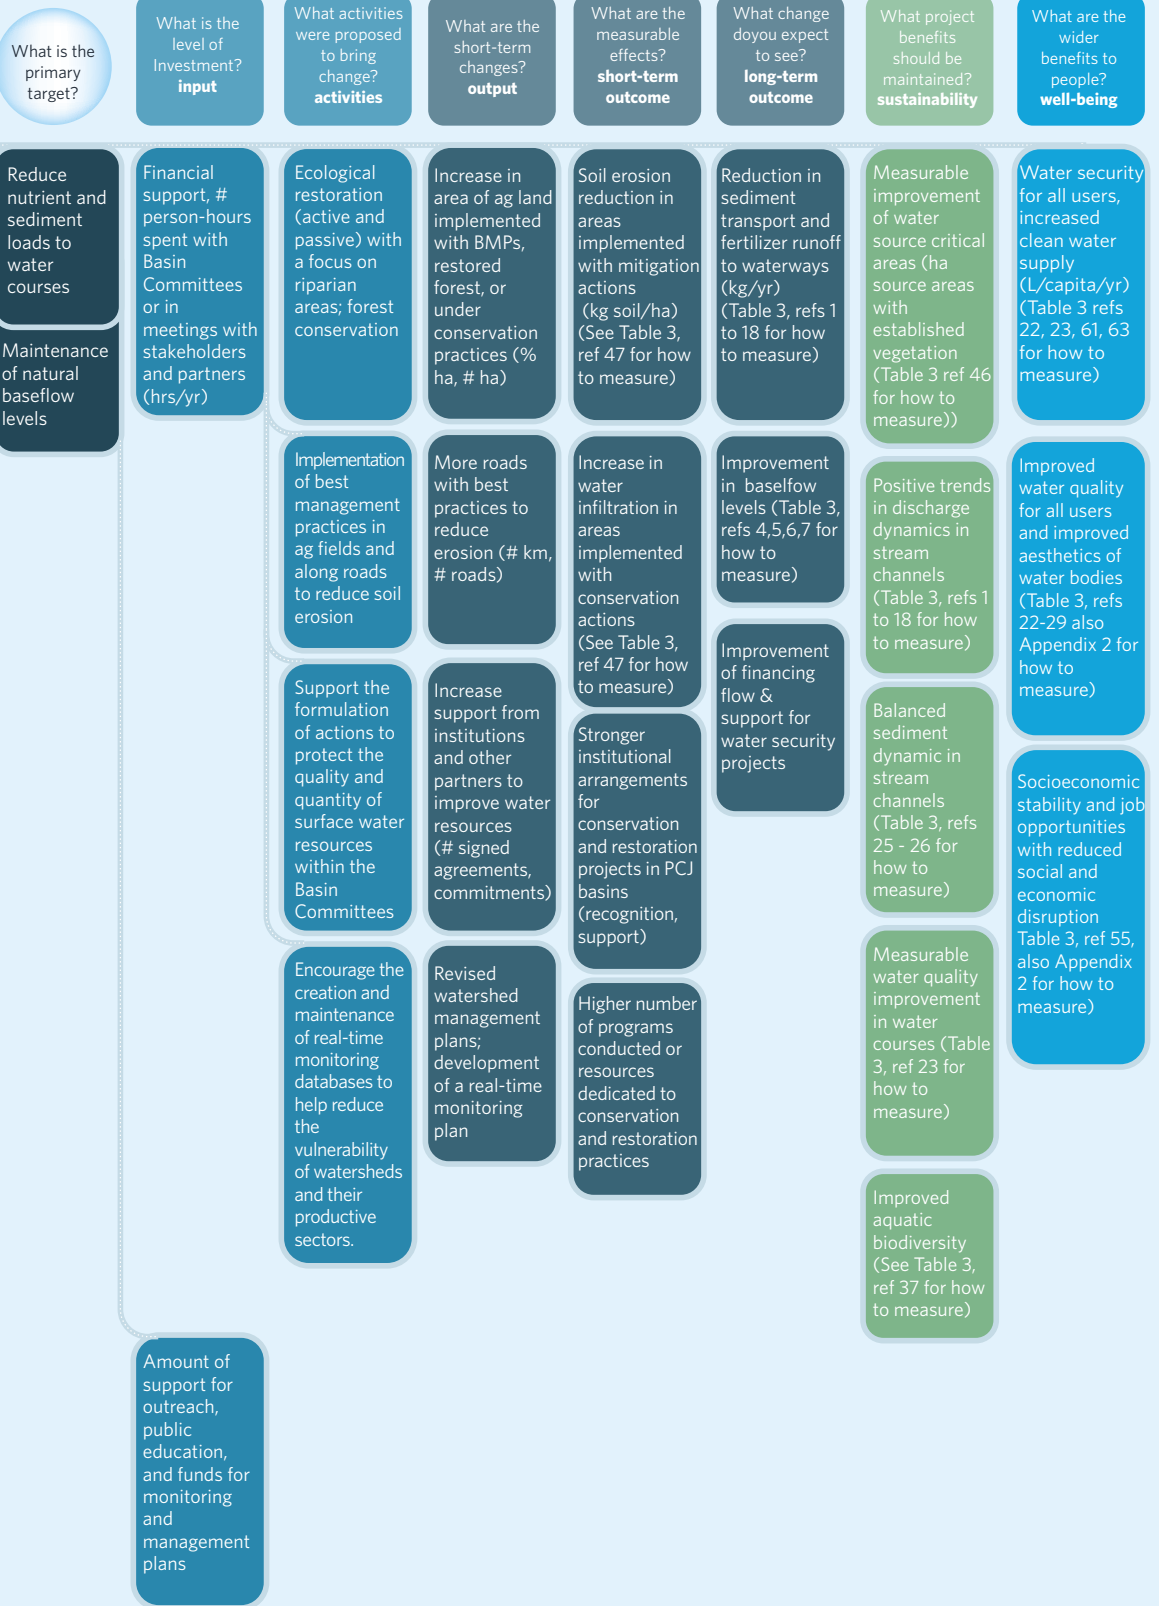 What is the
primary
target?
What is the
level of
Investment?
input
What activities
were proposed
to bring
change?
activities
What are the
short-term
changes?
output
What are the
measurable
effects?
short-term
outcome
What change
doyou expect
to see?
long-term
outcome
What project
benefits
should be
maintained?
sustainability
What are the
wider
benefits to
people?
well-being
Reduce
nutrient and
sediment
loads to
water
courses
Maintenance
of natural
baseflow
levels
Financial
support, #
person-hours
spent with
Basin
Committees
or in
meetings with
stakeholders
and partners
(hrs/yr)
Amount of
support for
outreach,
public
education,
and funds for
monitoring
and
management
plans
Ecological
restoration
(active and
passive) with
a focus on
riparian
areas; forest
conservation
Implementation
of best
management
practices in
ag fields and
along roads
to reduce soil
erosion
Support the
formulation
of actions to
protect the
quality and
quantity of
surface water
resources
within the
Basin
Committees
Encourage the
creation and
maintenance
of real-time
monitoring
databases to
help reduce
the
vulnerability
of watersheds
and their
productive
sectors.
Increase in
area of ag land
implemented
with BMPs,
restored
forest, or
under
conservation
practices (%
ha, # ha)
More roads
with best
practices to
reduce
erosion (# km,
# roads)
Increase
support from
institutions
and other
partners to
improve water
resources
(# signed
agreements,
commitments)
Revised
watershed
management
plans;
development
of a real-time
monitoring
plan
Soil erosion
reduction in
areas
implemented
with mitigation
actions
(kg soil/ha)
(See Table 3,
ref 47 for how
to measure)
Increase in
water
infiltration in
areas
implemented
with
conservation
actions
(See Table 3,
ref 47 for how
to measure)
Stronger
institutional
arrangements
for
conservation
and restoration
projects in PCJ
basins
(recognition,
support)
Higher number
of programs
conducted or
resources
dedicated to
conservation
and restoration
practices
Reduction in
sediment
transport and
fertilizer runoff
to waterways
(kg/yr)
(Table 3, refs 1
to 18 for how
to measure)
Improvement
in baselfow
levels (Table 3,
refs 4,5,6,7 for
how to
measure)
Improvement
of financing
flow &
support for
water security
projects
Measurable
improvement
of water
source critical
areas (ha
source areas
with
established
vegetation
(Table 3 ref 46
for how to
measure))
Positive trends
in discharge
dynamics in
stream
channels
(Table 3, refs 1
to 18 for how
to measure)
Balanced
sediment
dynamic in
stream
channels
(Table 3, refs
25 - 26 for
how to
measure)
Measurable
water quality
improvement
in water
courses (Table
3, ref 23 for
how to
measure)
Improved
aquatic
biodiversity
(See Table 3,
ref 37 for how
to measure)
Water security
for all users,
increased
clean water
supply
(L/capita/yr)
(Table 3 refs
22, 23, 61, 63
for how to
measure)
Improved
water quality
for all users
and improved
aesthetics of
water bodies
(Table 3, refs
22-29 also
Appendix 2 for
how to
measure)
Socioeconomic
stability and job
opportunities
with reduced
social and
economic
disruption
Table 3, ref 55,
also Appendix
2 for how to
measure)